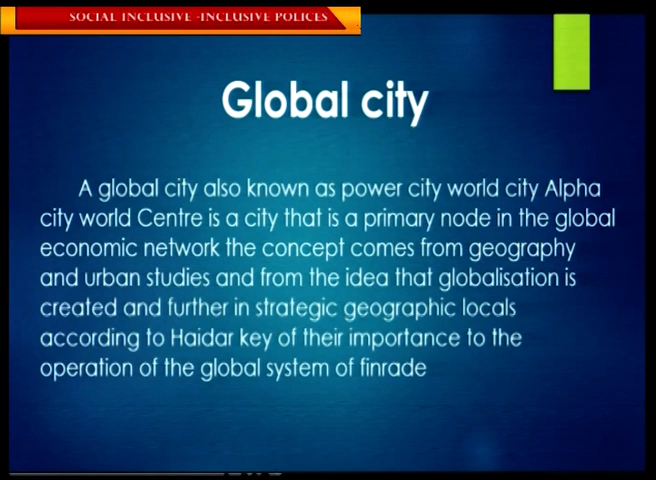 SOCIAL INCLUSIVE -INCLUSIVE POLICES
Global city
A global city also known as power city world city Alpha
city world Centre is a city that is a primary node in the global
economic network the concept comes from geography
and urban studies and from the idea that globalisation is
created and further in strategic geographic locals
according to Haidar key of their importance to the
operation of the global system of finrade